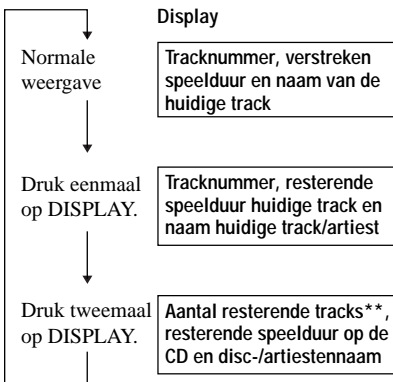 Display
Normale
weergave
Tracknummer, verstreken
speelduur en naam van de
huidige track
Druk eenmaal
op DISPLAY.
Tracknummer, resterende
speelduur huidige track en
naam huidige track/artiest
Druk tweemaal
op DISPLAY.
Aantal resterende tracks**,
resterende speelduur op de
CD en disc-/artiestennaam